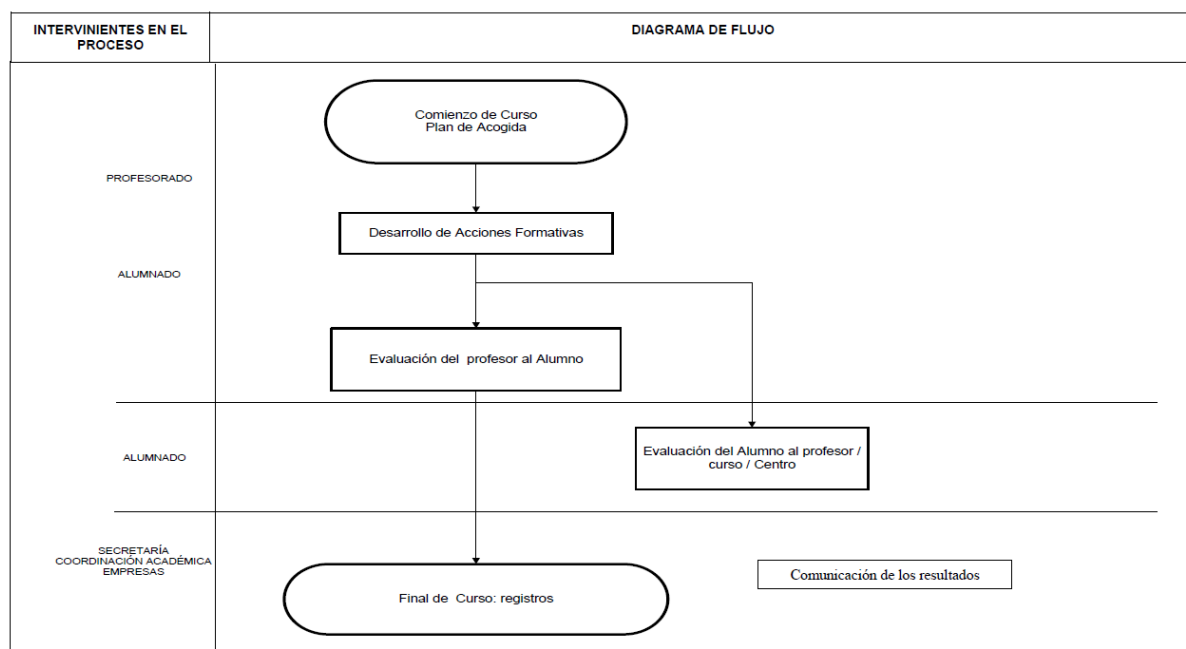 INTERVINIENTES EN EL
PROCESO
DIAGRAMA DE FLUJO
Comienzo de Curso
Plan de Acogida
PROFESORADO
Desarrollo de Acciones Formativas
ALUMNADO
Evaluación del profesor al Alumno
ALUMNADO
Evaluación del Alumno al profesor /
curso / Centro
SECRETARÍA
COORDINACIÓN ACADÉMICA
EMPRESAS
Comunicación de los resultados
Final de Curso: registros